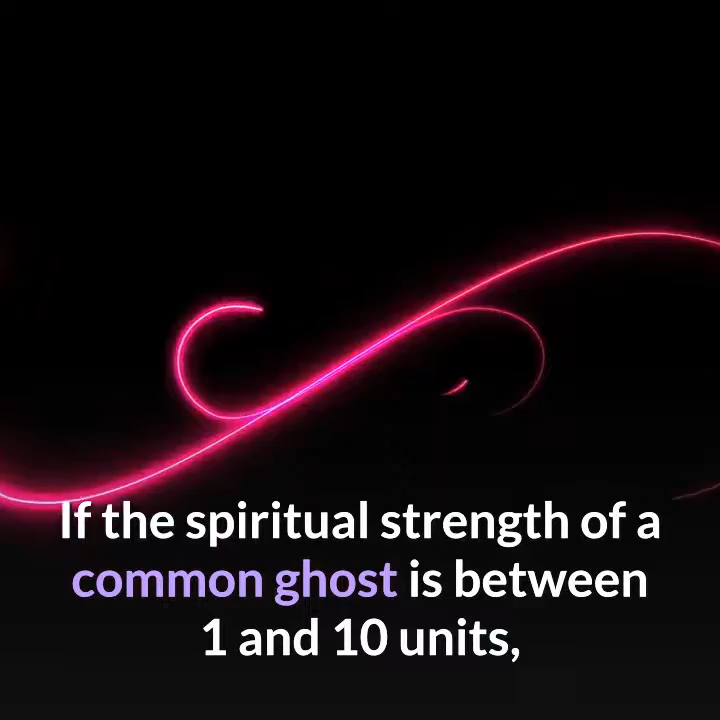 If the spiritual strength of a
common ghost is between
1 and 10 units,